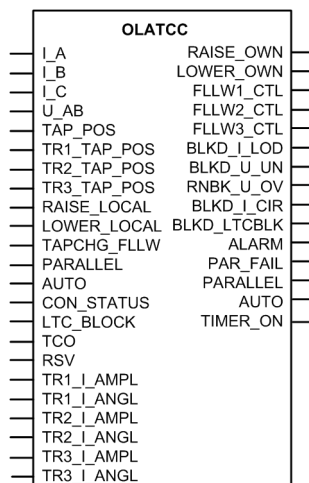 OLATCC
I_A RAISE_OWN
I_B LOWER_OWN
I_C FLLW1_CTL
U_AB FLLW2_CTL
TAP_POS FLLW3_CTL
TR1_TAP_POS BLKD_I_LOD
TR2_TAP_POS BLKD_U_UN
TR3_TAP_POS RNBK_U_OV
RAISE_LOCAL BLKD_I_CIR
LOWER_LOCAL BLKD_LTCBLK
TAPCHG_FLLW ALARM
PARALLEL PAR_FAIL
AUTO PARALLEL
CON_STATUS AUTO
LTC_BLOCK TIMER_ON
TCO
RSV
TR1_I_AMPL
TR1_I_ANGL
TR2_I_AMPL
TR2_I_ANGL
TR3_I_AMPL
TR3_I_ANGL